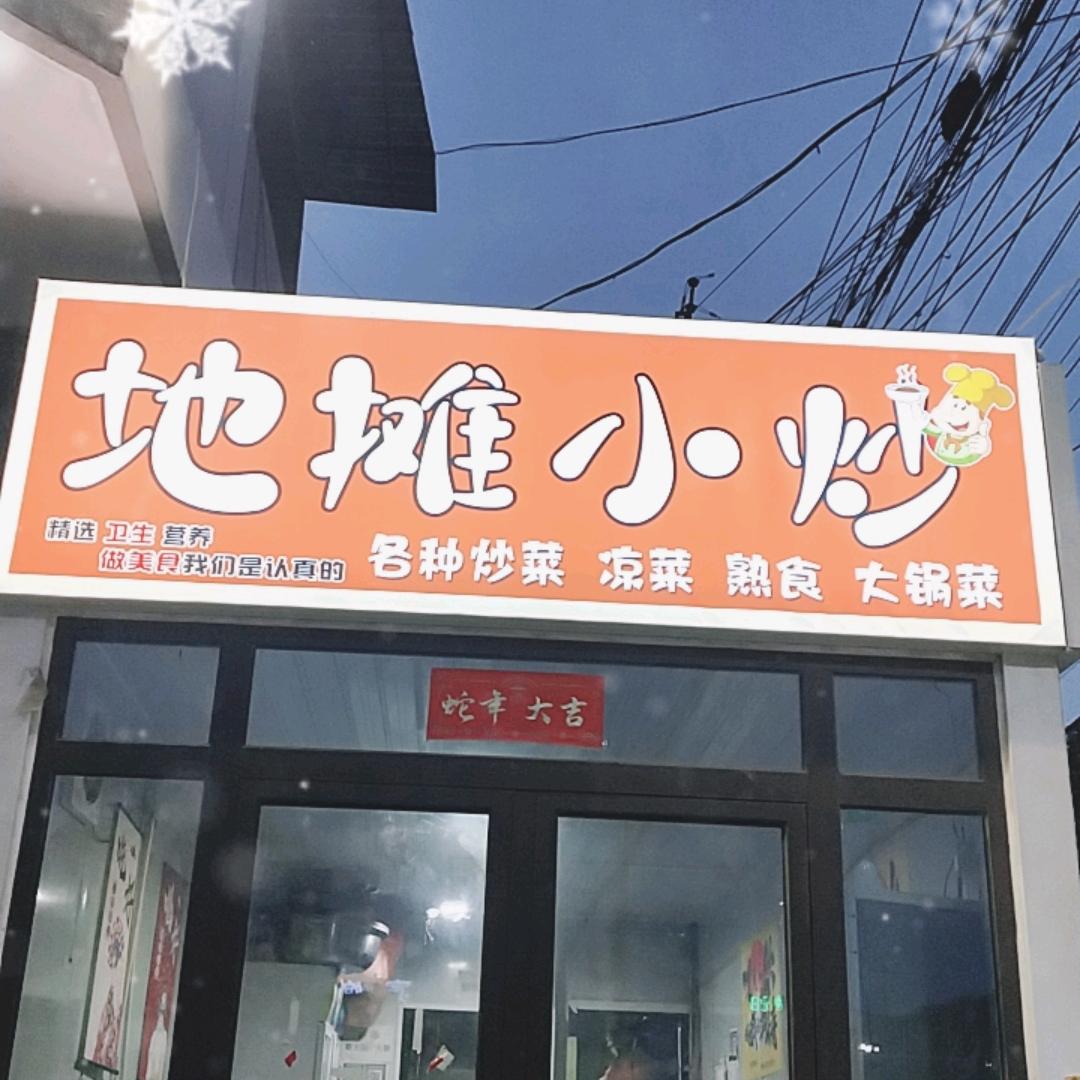 地摊小炒
精选 卫生 营养
做美食我们是认真的
各种炒菜 凉菜 熟食 大锅菜
蛇年大吉